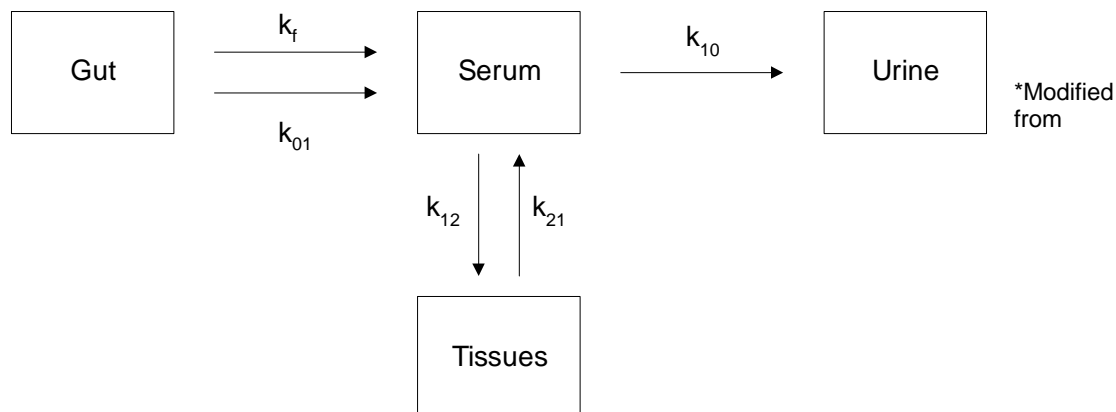 k_f
k_10
Gut
Serum
Urine
*Modified
from
k_01
k_12
k_21
Tissues